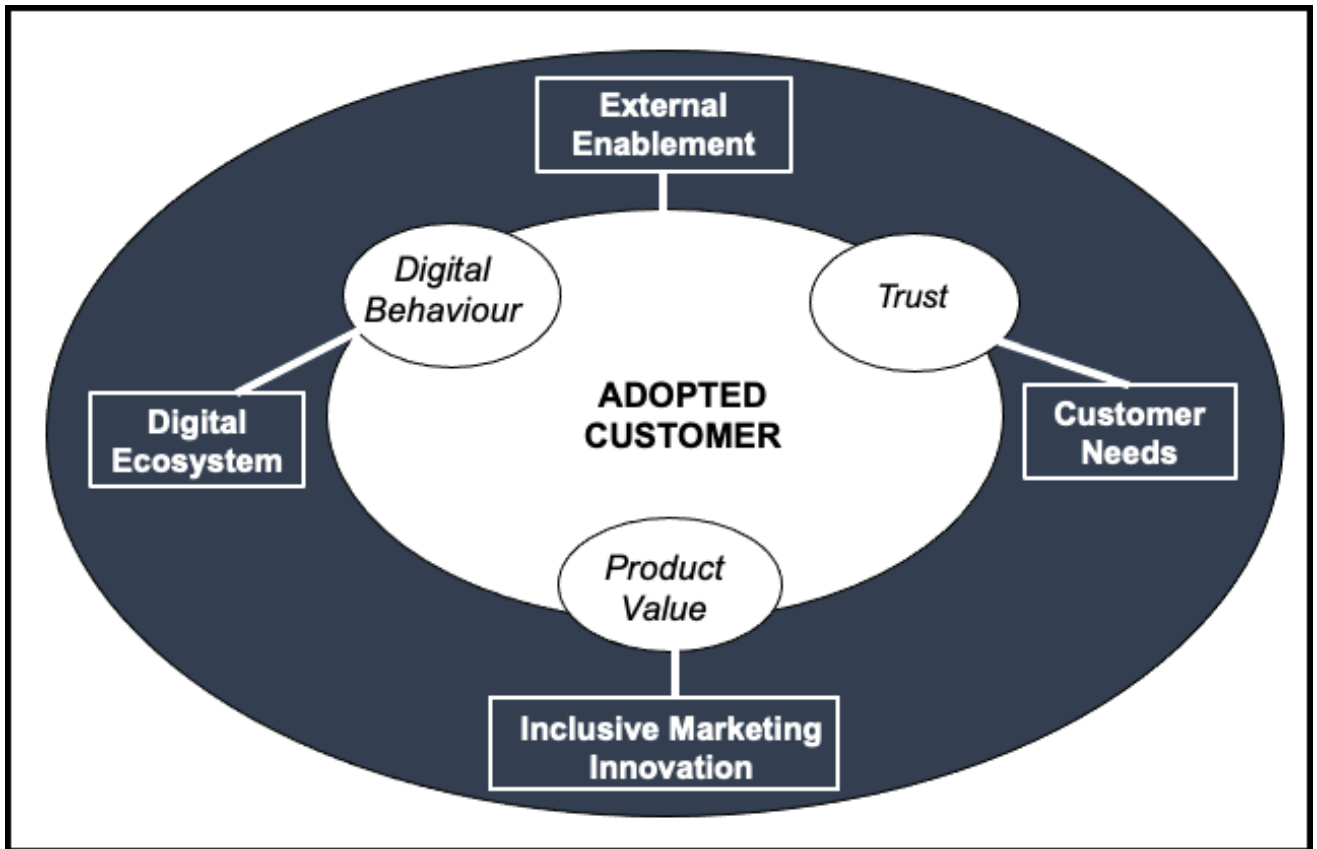 External
Enablement
Digital
Behaviour
Trust
ADOPTED
CUSTOMER
Digital
Ecosystem
Customer
Needs
Product
Value
Inclusive Marketing
Innovation